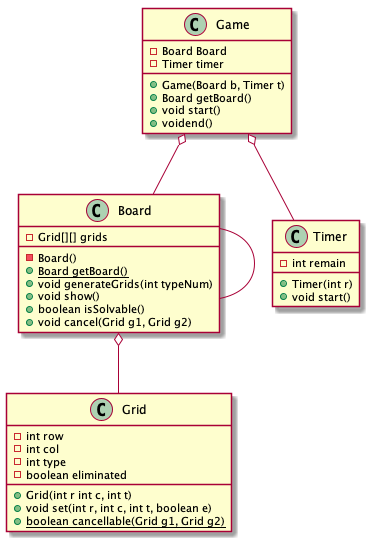 C Game
Board Board
Timer timer
Game(Board b, Timer t)
Board getBoard()
void start()
voidend()
C Board
Grid[][] grids
Board()
Board getBoard()
void generateGrids(int typeNum)
void show()
boolean isSolvable()
void cancel(Grid g1, Grid g2)
C Timer
int remain
Timer(int r)
void start()
C Grid
int row
int col
int type
boolean eliminated
Grid(int r int c, int t)
void set(int r, int c, int t, boolean e)
boolean cancellable(Grid g1, Grid g2)